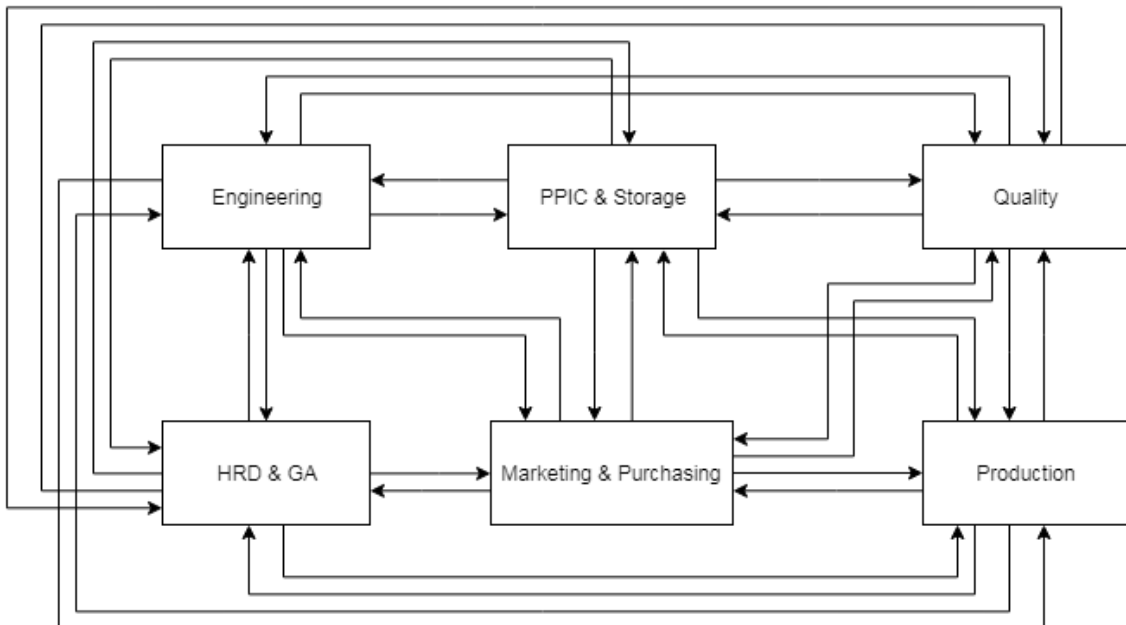 Engineering
PPIC & Storage
Quality
HRD & GA
Marketing & Purchasing
Production